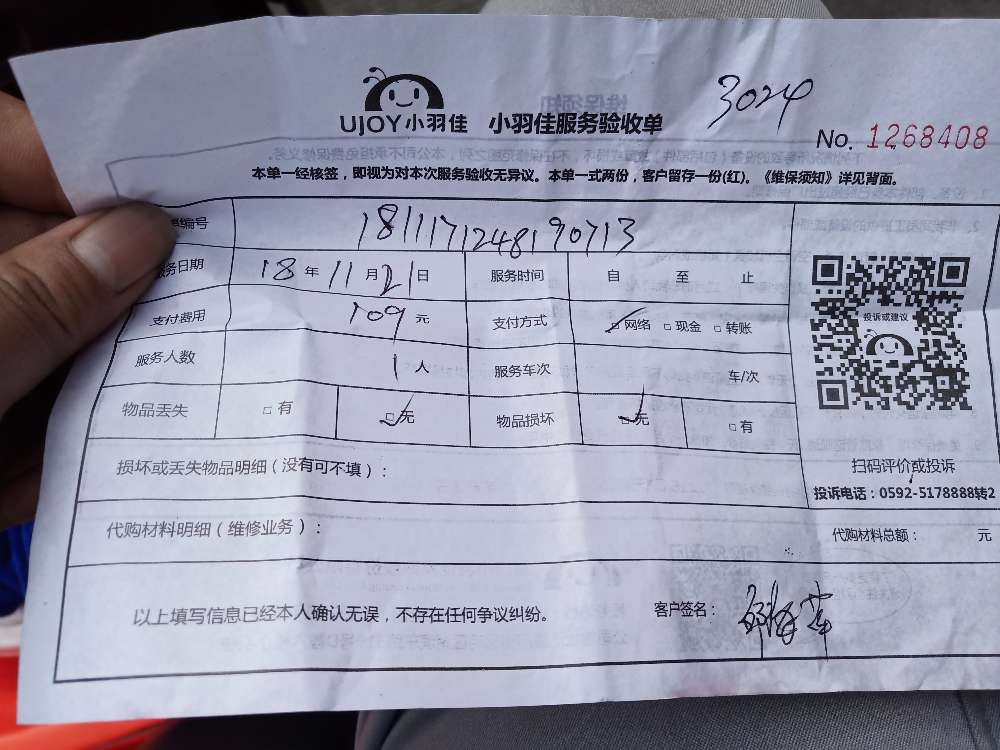 3024
UJOY小羽佳 小羽佳服务验收单
No. 1268408
本单一经核签，即视为对本次服务验收无异议。本单一式两份，客户留存一份(红)。《维保须知》详见背面。
编号 1811171248190713
服务日期 18年11月21日 服务时间 自 至 止
支付费用 109元 支付方式 网络 现金 转账
投诉或建议
服务人数 1人 服务车次 车/次
物品丢失 有 无 物品损坏 无 有
扫码评价或投诉
投诉电话：0592-5178888转2
损坏或丢失物品明细（没有可不填）：
代购材料明细（维修业务）：
代购材料总额： 元
以上填写信息已经本人确认无误，不存在任何争议纠纷。 客户签名：